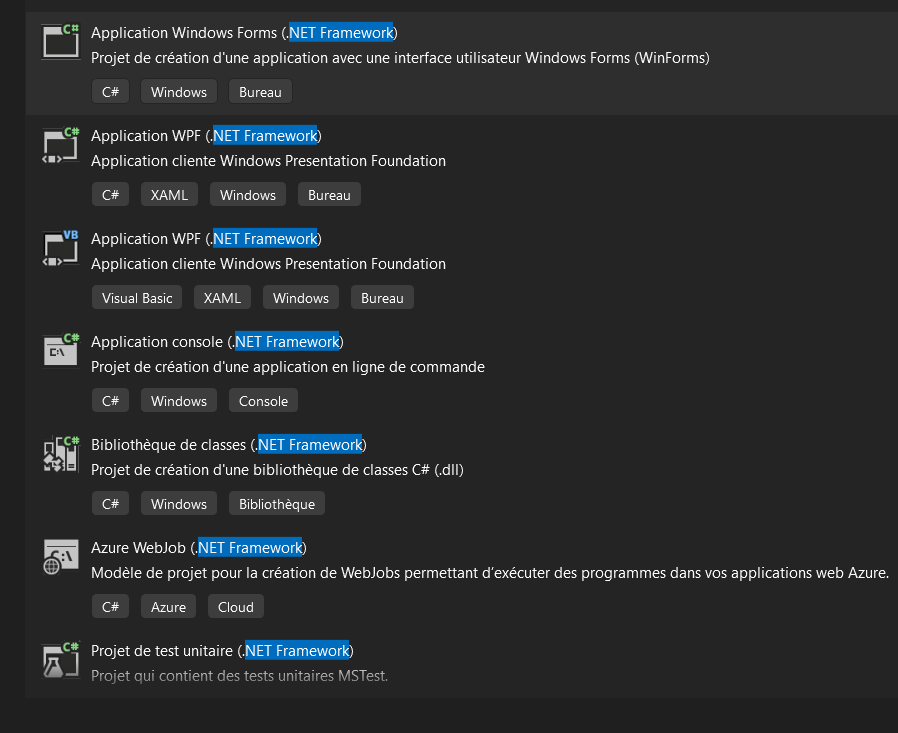 C#
Application Windows Forms (.NET Framework)
Projet de création d'une application avec une interface utilisateur Windows Forms (WinForms)
C# Windows Bureau
C#
Application WPF (.NET Framework)
Application cliente Windows Presentation Foundation
C# XAML Windows Bureau
VB
Application WPF (.NET Framework)
Application cliente Windows Presentation Foundation
Visual Basic XAML Windows Bureau
C#
C:\
Application console (.NET Framework)
Projet de création d'une application en ligne de commande
C# Windows Console
C#
Bibliothèque de classes (.NET Framework)
Projet de création d'une bibliothèque de classes C# (.dll)
C# Windows Bibliothèque
C:\
Azure WebJob (.NET Framework)
Modèle de projet pour la création de WebJobs permettant d’exécuter des programmes dans vos applications web Azure.
C# Azure Cloud
C#
Projet de test unitaire (.NET Framework)
Projet qui contient des tests unitaires MSTest.